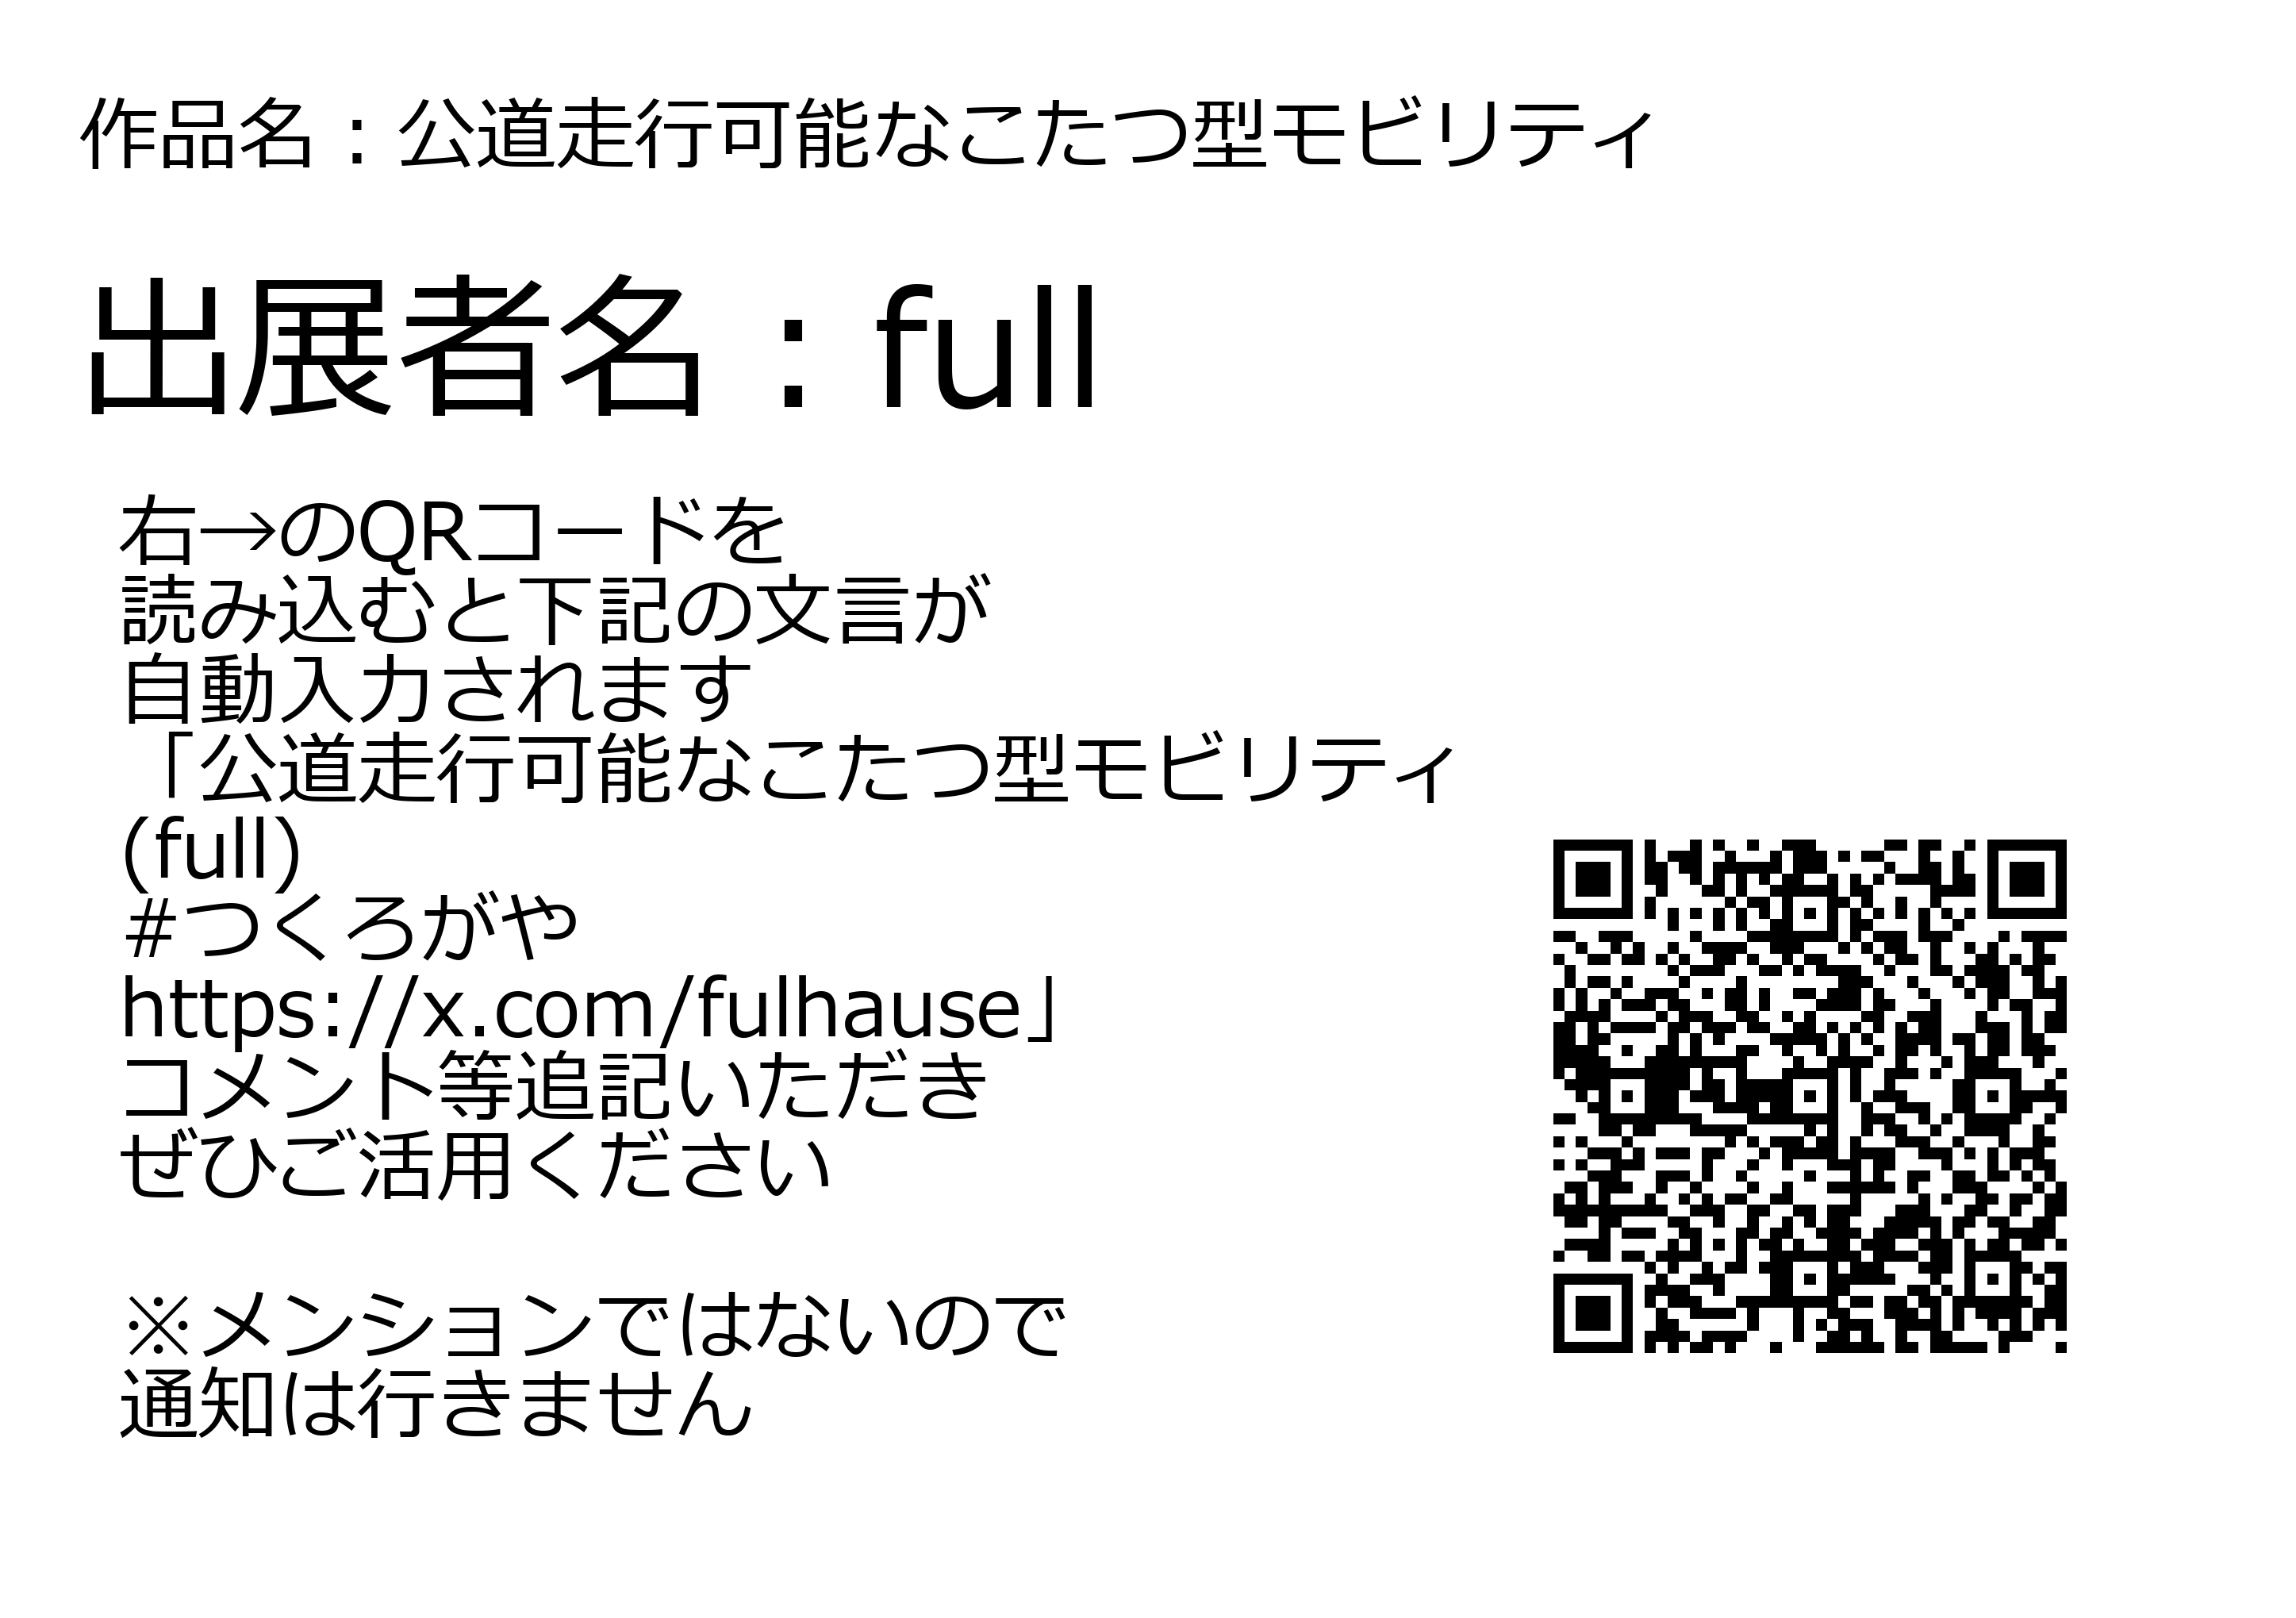 作品名：公道走行可能なこたつ型モビリティ
出展者名：full
右→のQRコードを
読み込むと下記の文言が
自動入力されます
「公道走行可能なこたつ型モビリティ
(full)
#つくろがや
https://x.com/fulhause」
コメント等追記いただき
ぜひご活用ください
※メンションではないので
通知は行きません